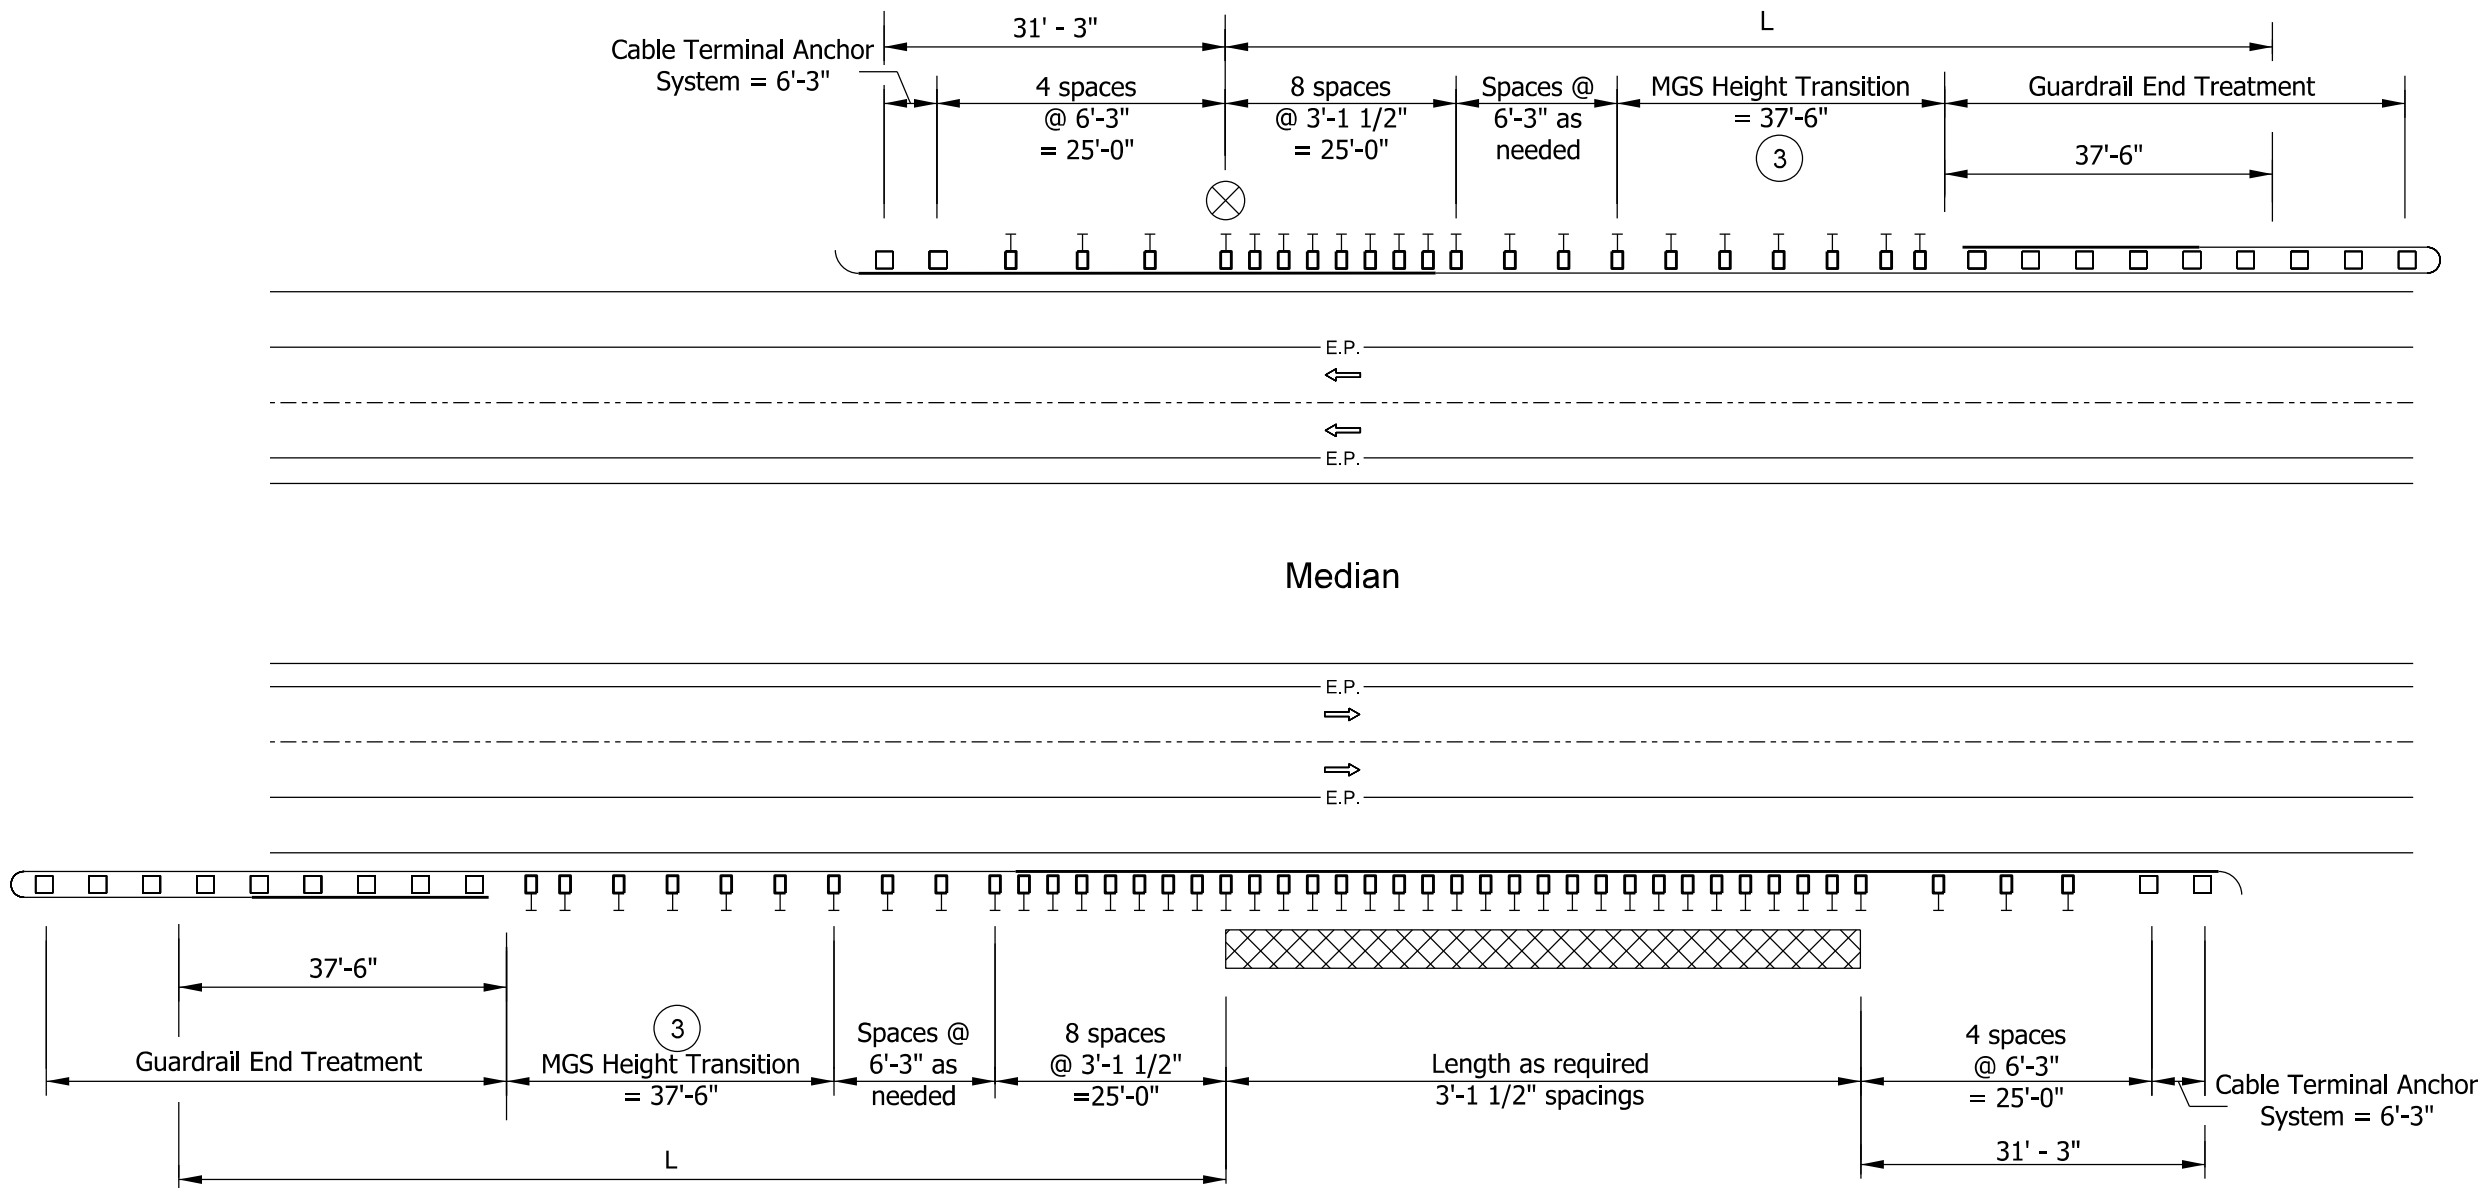 31' - 3"
L
Cable Terminal Anchor
System = 6'-3"
4 spaces
@ 6'-3"
= 25'-0"
8 spaces
@ 3'-1 1/2"
= 25'-0"
Spaces @
6'-3" as
needed
MGS Height Transition
= 37'-6"
3
Guardrail End Treatment
37'-6"
E.P.
E.P.
Median
E.P.
E.P.
37'-6"
Guardrail End Treatment
3
MGS Height Transition
= 37'-6"
Spaces @
6'-3" as
needed
8 spaces
@ 3'-1 1/2"
=25'-0"
Length as required
3'-1 1/2" spacings
4 spaces
@ 6'-3"
= 25'-0"
Cable Terminal Anchor
System = 6'-3"
31' - 3"
L